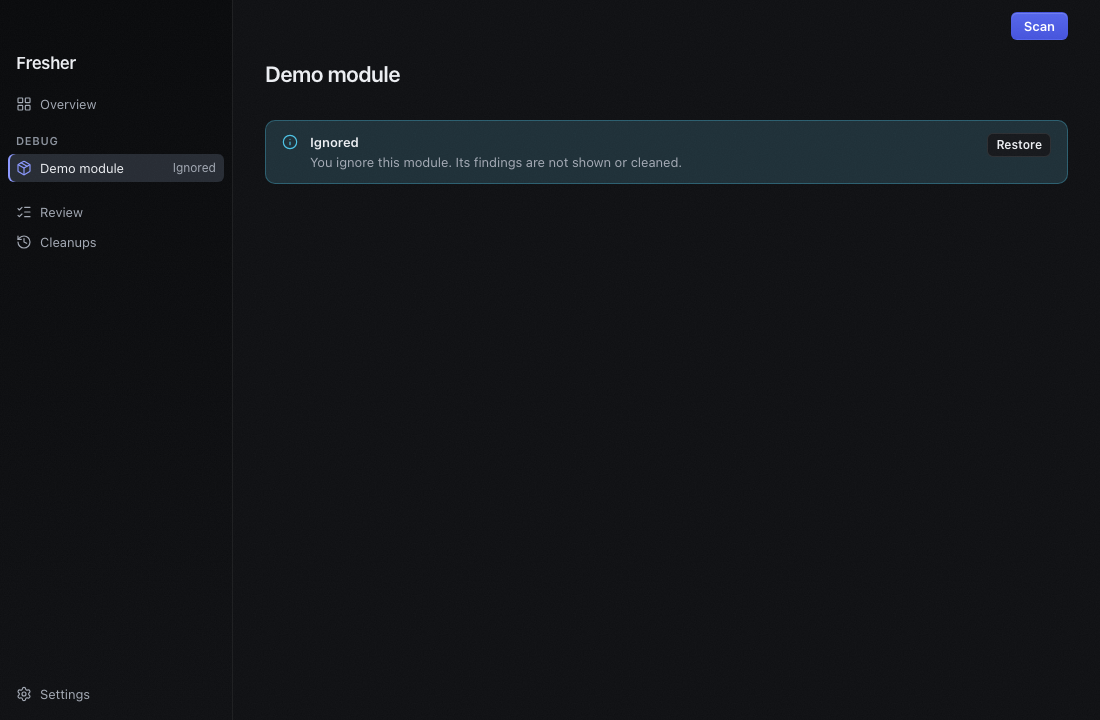 Fresher
Overview
DEBUG
Demo module Ignored
Review
Cleanups
Settings
Scan
Demo module
Ignored
You ignore this module. Its findings are not shown or cleaned.
Restore